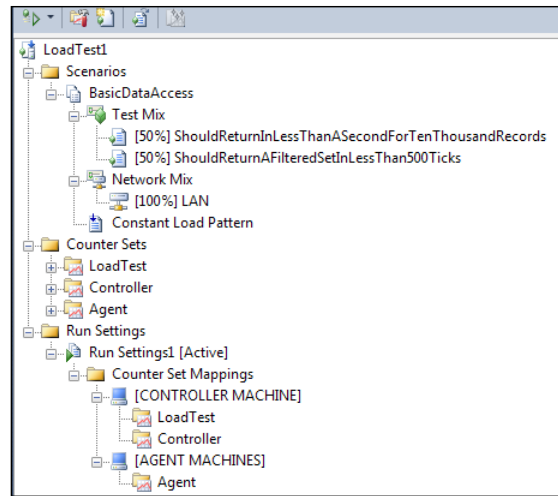 LoadTest1
Scenarios
BasicDataAccess
Test Mix
[50%] ShouldReturnInLessThanASecondForTenThousandRecords
[50%] ShouldReturnAFilteredSetInLessThan500Ticks
Network Mix
[100%] LAN
Constant Load Pattern
Counter Sets
LoadTest
Controller
Agent
Run Settings
Run Settings1 [Active]
Counter Set Mappings
[CONTROLLER MACHINE]
LoadTest
Controller
[AGENT MACHINES]
Agent